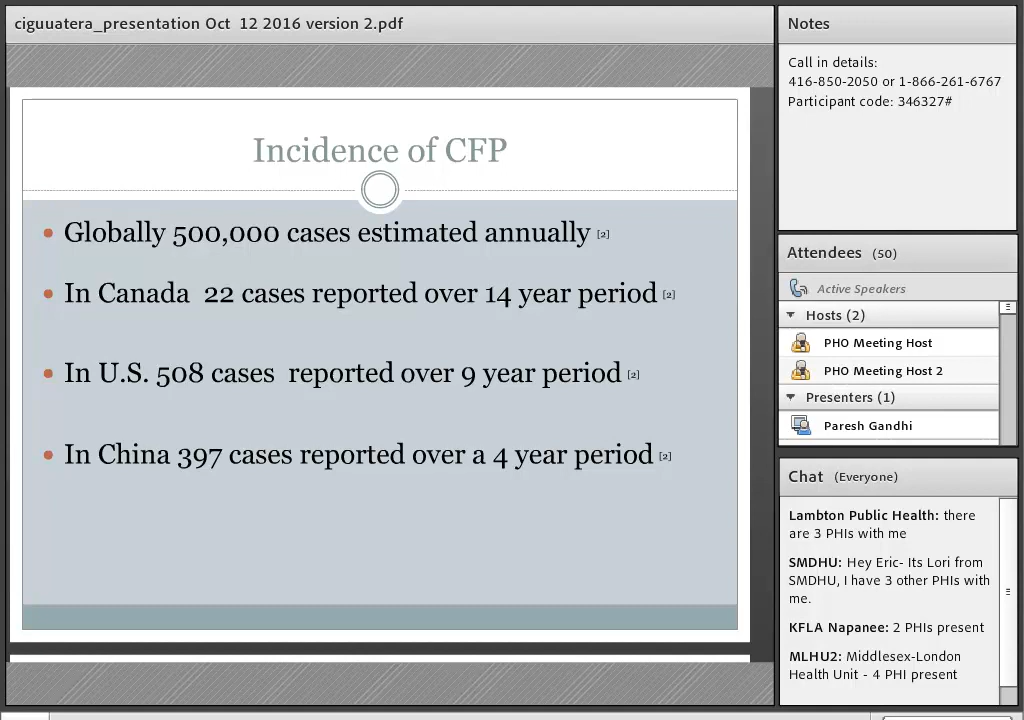 ciguuatera_presentation Oct  12 2016 version 2.pdf
Incidence of CFP
• Globally 500,000 cases estimated annually [2]
• In Canada  22 cases reported over 14 year period [2]
• In U.S. 508 cases  reported over 9 year period [2]
• In China 397 cases reported over a 4 year period [2]
Notes
Call in details:
416-850-2050 or 1-866-261-6767
Participant code: 346327#
Attendees (50)
Active Speakers
Hosts (2)
PHO Meeting Host
PHO Meeting Host 2
Presenters (1)
Paresh Gandhi
Chat (Everyone)
Lambton Public Health: there
are 3 PHIs with me
SMDHU: Hey Eric- Its Lori from
SMDHU, I have 3 other PHIs with
me.
KFLA Napanee: 2 PHIs present
MLHU2: Middlesex-London
Health Unit - 4 PHI present